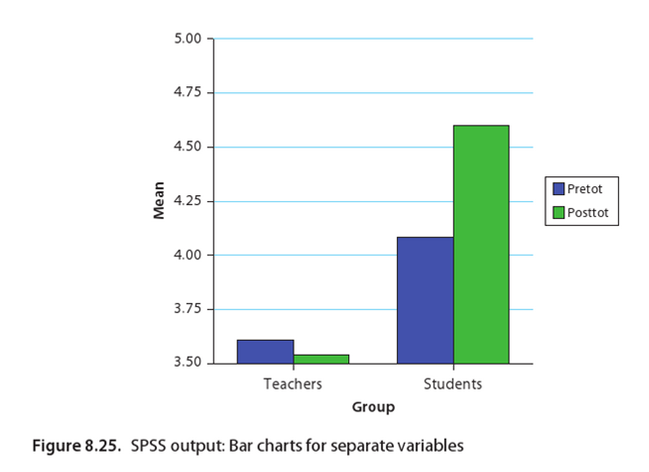 5.00
4.75
4.50
4.25
4.00
3.75
3.50
Mean
Teachers
Students
Group
Pretot
Posttot
Figure 8.25. SPSS output: Bar charts for separate variables